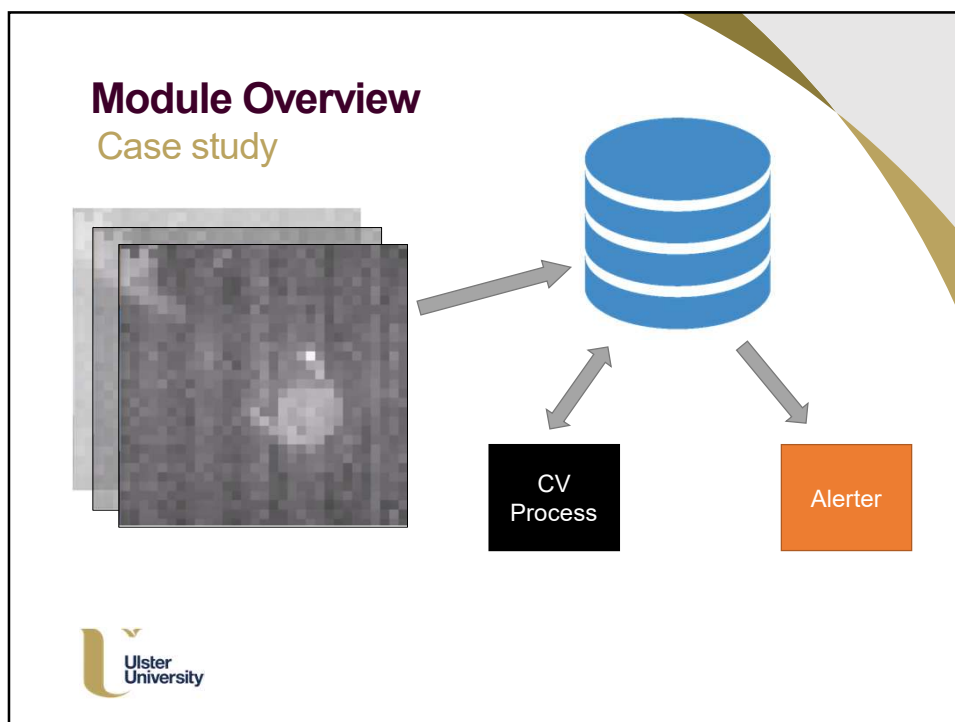 Module Overview
Case study
CV
Process
Alerter
Ulster
University